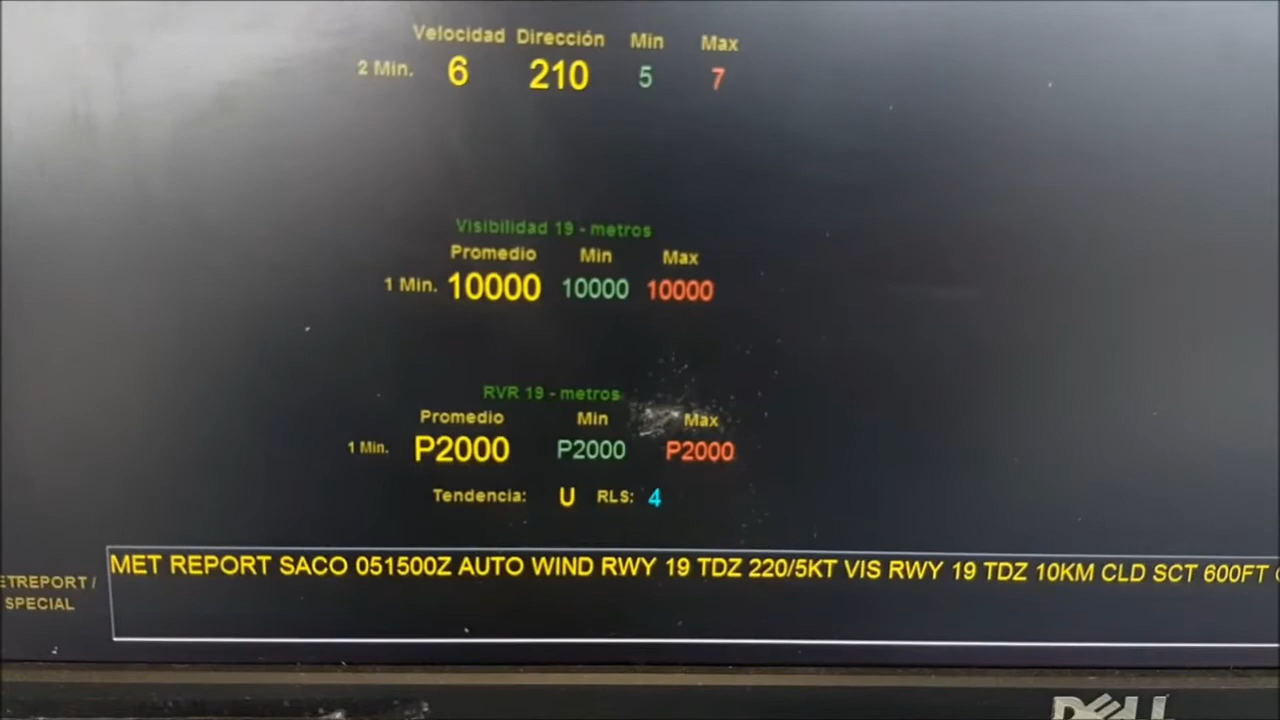 Velocidad Dirección Min Max
2 Min. 6 210 5 7
Visibilidad 19 - metros
Promedio Min Max
1 Min. 10000 10000 10000
RVR 19 - metros
Promedio Min Max
1 Min. P2000 P2000 P2000
Tendencia: U RLS: 4
MET REPORT SACO 051500Z AUTO WIND RWY 19 TDZ 220/5KT VIS RWY 19 TDZ 10KM CLD SCT 600FT
ETREPORT /
SPECIAL
DELL